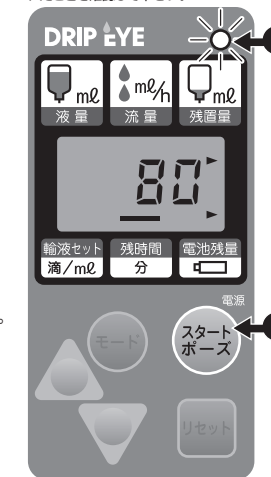 DRIP EYE
mℓ mℓ/h mℓ
液量 流量 残置量
80
輸液セット 残時間 電池残量
滴/mℓ 分
電源
モード スタート
ポーズ
リセット